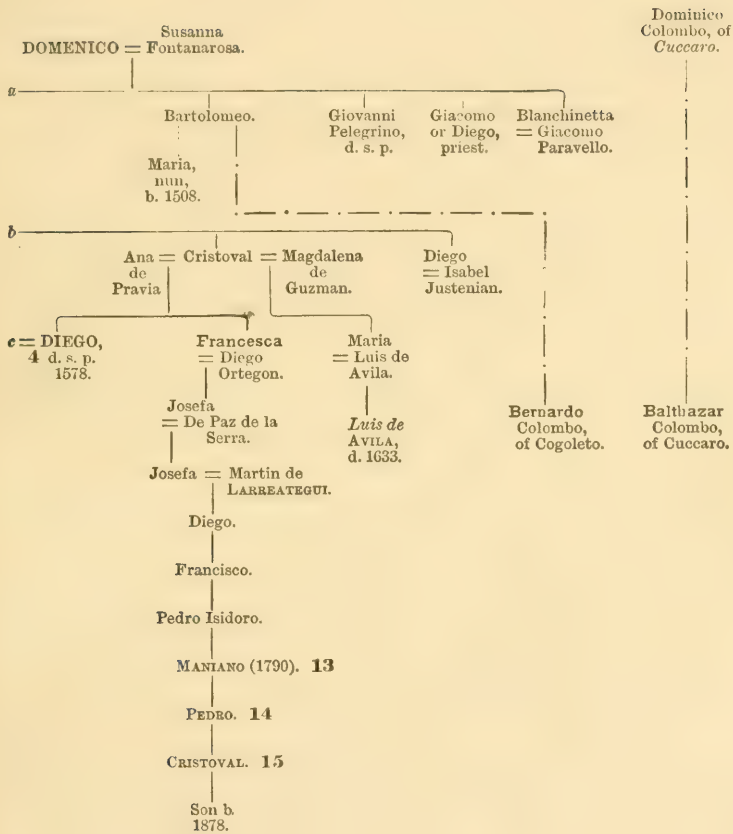 Susanna
DOMENICO = Fontanarosa.
Dominico
Colombo, of
Cuccaro.
a
Bartolomeo.
Maria,
nun,
b. 1508.
Giovanni
Pelegrino,
d. s. p.
Giacomo
or Diego,
priest.
Blanchinetta
= Giacomo
Paravello.
b
Ana = Cristoval = Magdalena
de
Pravia
de
Guzman.
Diego
= Isabel
Justenian.
c = DIEGO,
4 d. s. p.
1578.
Francesca
= Diego
Ortegon.
Maria
= Luis de
Avila.
Josefa
= De Paz de la
Serra.
Luis de
AVILA,
d. 1633.
Bernardo
Colombo,
of Cogoleto.
Balthazar
Colombo,
of Cuccaro.
Josefa = Martin de
LARREATEGUI.
Diego.
Francisco.
Pedro Isidoro.
MANIANO (1790). 13
PEDRO. 14
CRISTOVAL. 15
Son b.
1878.